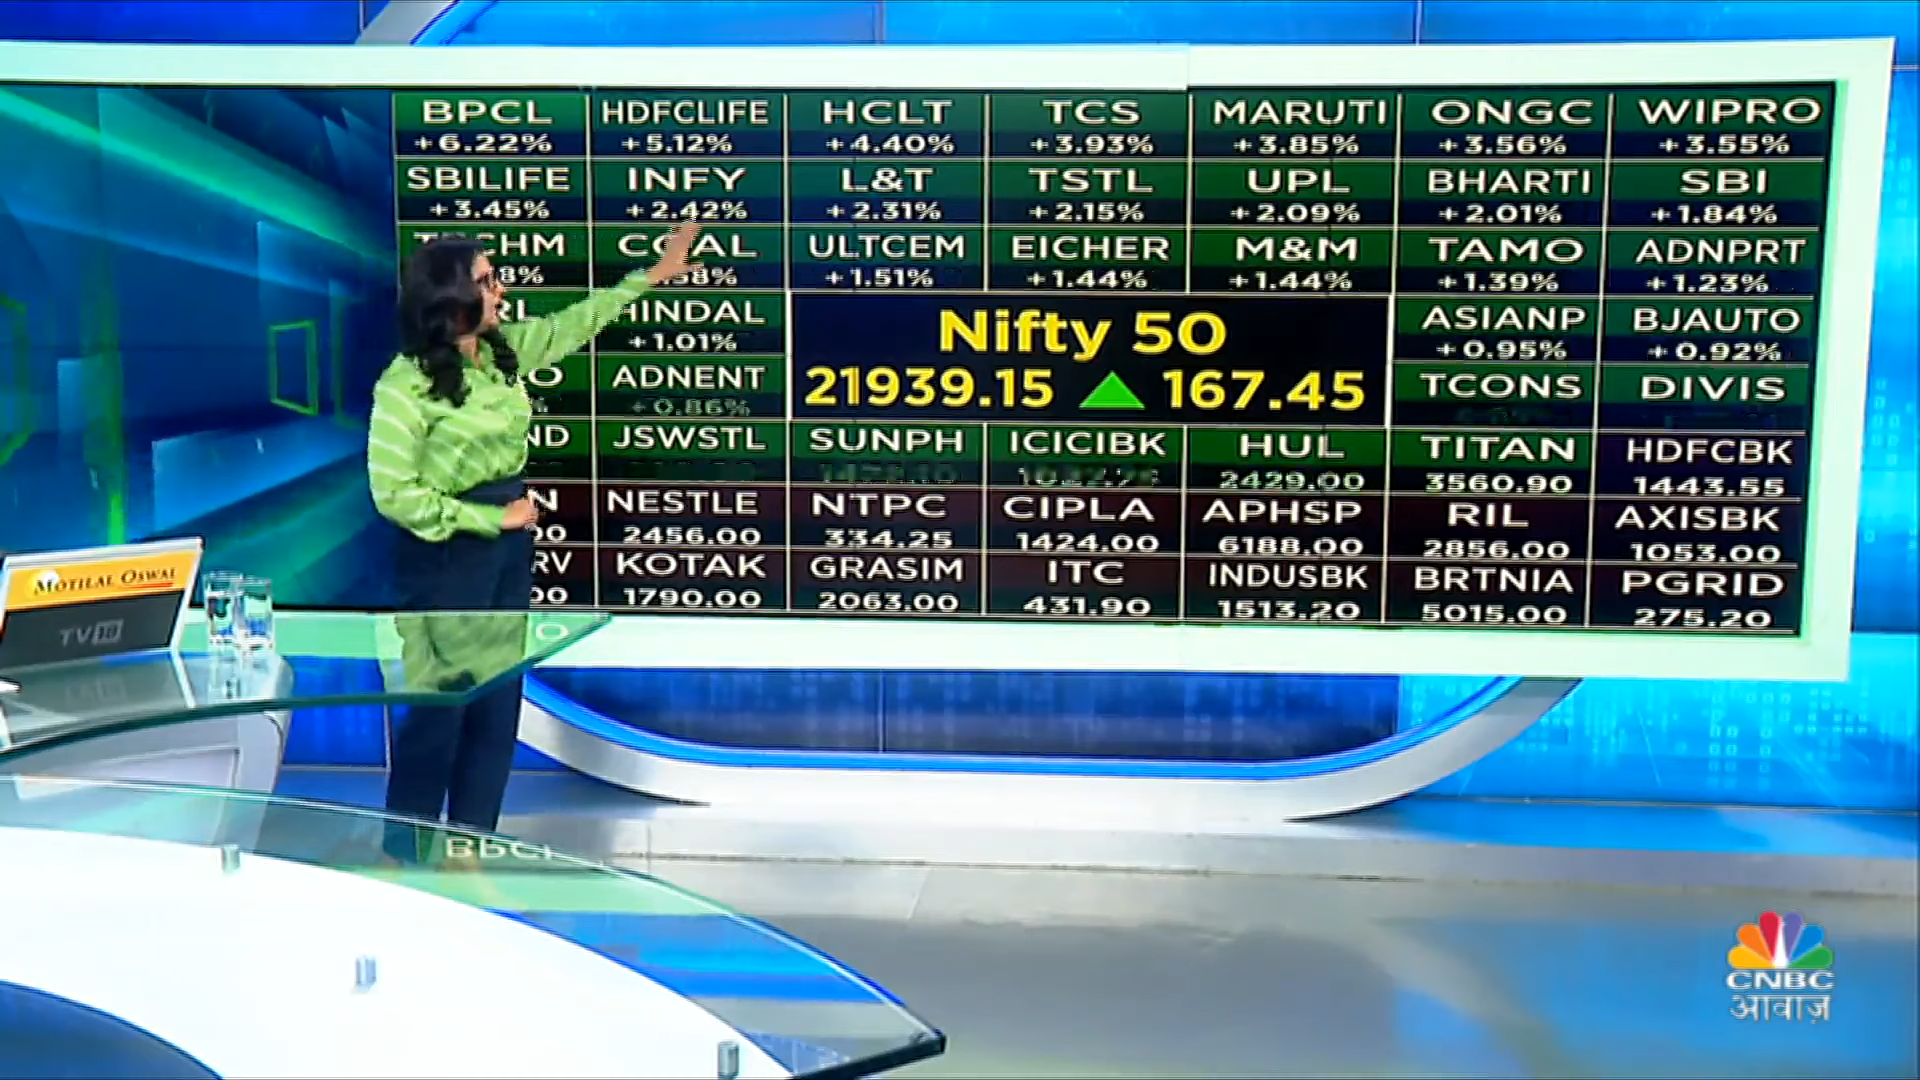 BPCL HDFCLIFE HCLT TCS MARUTI ONGC WIPRO
+6.22% +5.12% +4.40% +3.93% +3.85% +3.56% +3.55%
SBILIFE INFY L&T TSTL UPL BHARTI SBI
+3.45% +2.42% +2.31% +2.15% +2.09% +2.01% +1.84%
ULTCEM EICHER M&M TAMO ADNPRT
+1.51% +1.44% +1.44% +1.39% +1.23%
HINDAL Nifty 50 ASIANP BJAUTO
+1.01% +0.95% +0.92%
ADNENT 21939.15 167.45 TCONS DIVIS
+0.86%
JSWSTL SUNPH ICICIBK HUL TITAN HDFCBK
2429.00 3560.90 1443.55
NESTLE NTPC CIPLA APHSP RIL AXISBK
2456.00 334.25 1424.00 6188.00 2856.00 1053.00
KOTAK GRASIM ITC INDUSBK BRTNIA PGRID
1790.00 2063.00 431.90 1513.20 5015.00 275.20
MOTILAL OSWAL
TV18
CNBC
आवाज़